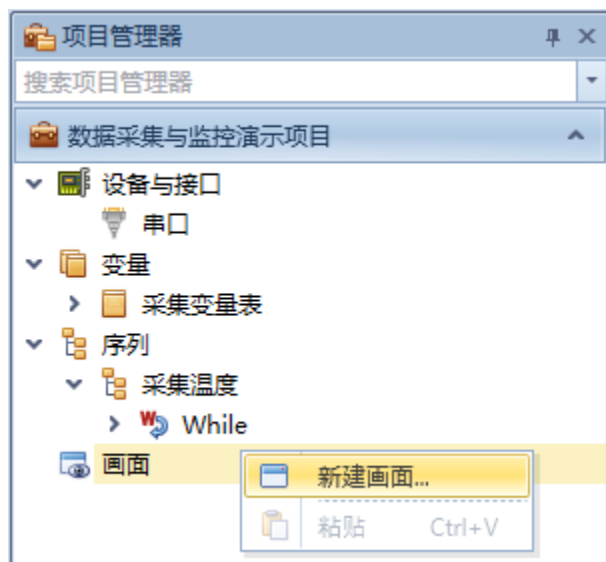 项目管理器
搜索项目管理器
数据采集与监控演示项目
设备与接口
串口
变量
采集变量表
序列
采集温度
While
画面
新建画面...
粘贴 Ctrl+V